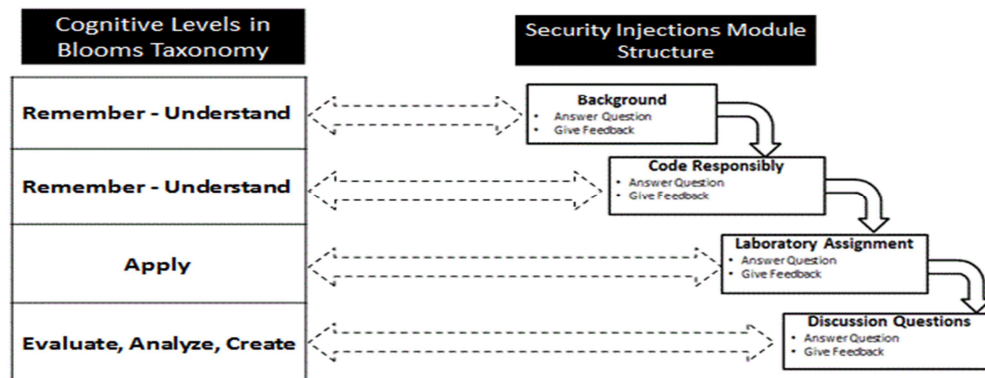 Cognitive Levels in
Blooms Taxonomy
Security Injections Module
Structure
Remember - Understand
Background
• Answer Question
• Give Feedback
Remember - Understand
Code Responsibly
• Answer Question
• Give Feedback
Apply
Laboratory Assignment
• Answer Question
• Give Feedback
Evaluate, Analyze, Create
Discussion Questions
• Answer Question
• Give Feedback